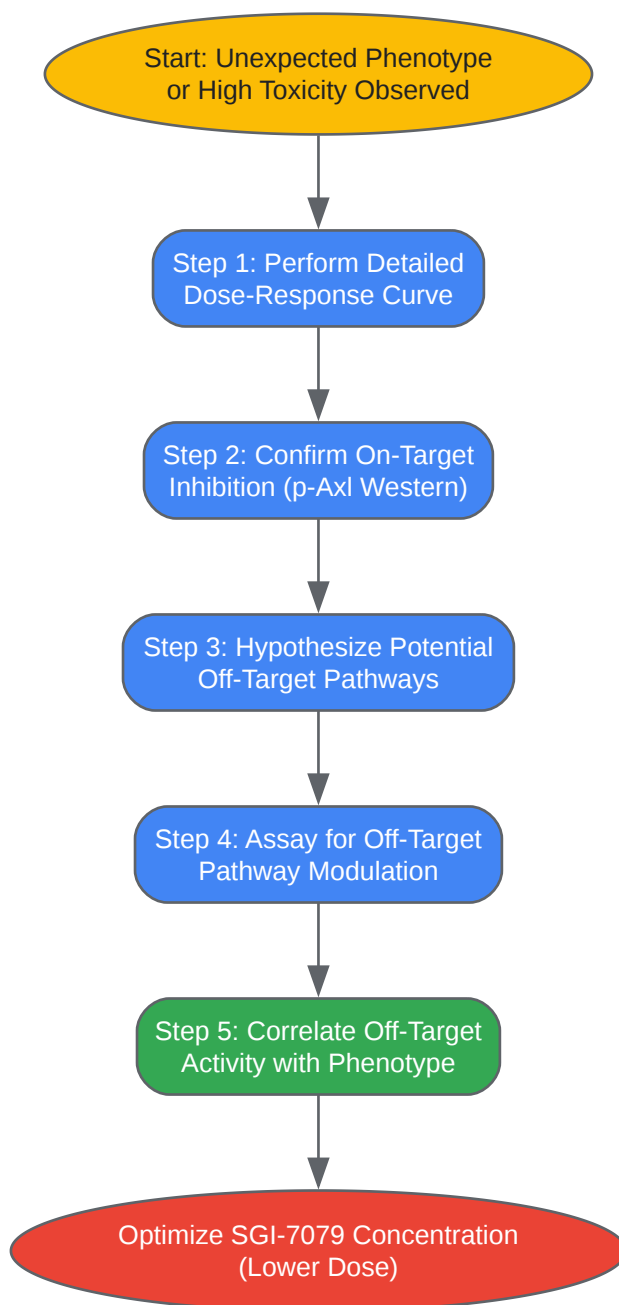 Start: Unexpected Phenotype
or High Toxicity Observed
Step 1: Perform Detailed
Dose-Response Curve
Step 2: Confirm On-Target
Inhibition (p-Axl Western)
Step 3: Hypothesize Potential
Off-Target Pathways
Step 4: Assay for Off-Target
Pathway Modulation
Step 5: Correlate Off-Target
Activity with Phenotype
Optimize SGI-7079 Concentration
(Lower Dose)